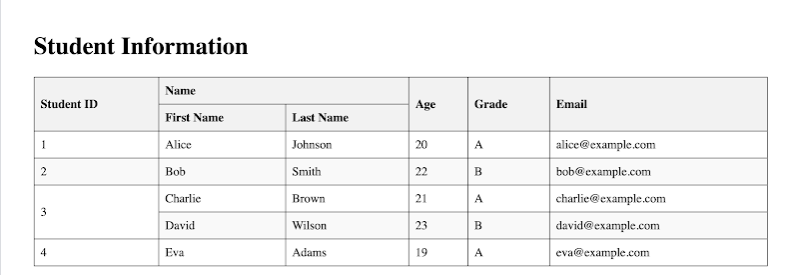 Student Information
Student ID Name Age Grade Email
First Name Last Name
1 Alice Johnson 20 A alice@example.com
2 Bob Smith 22 B bob@example.com
3 Charlie Brown 21 A charlie@example.com
David Wilson 23 B david@example.com
4 Eva Adams 19 A eva@example.com